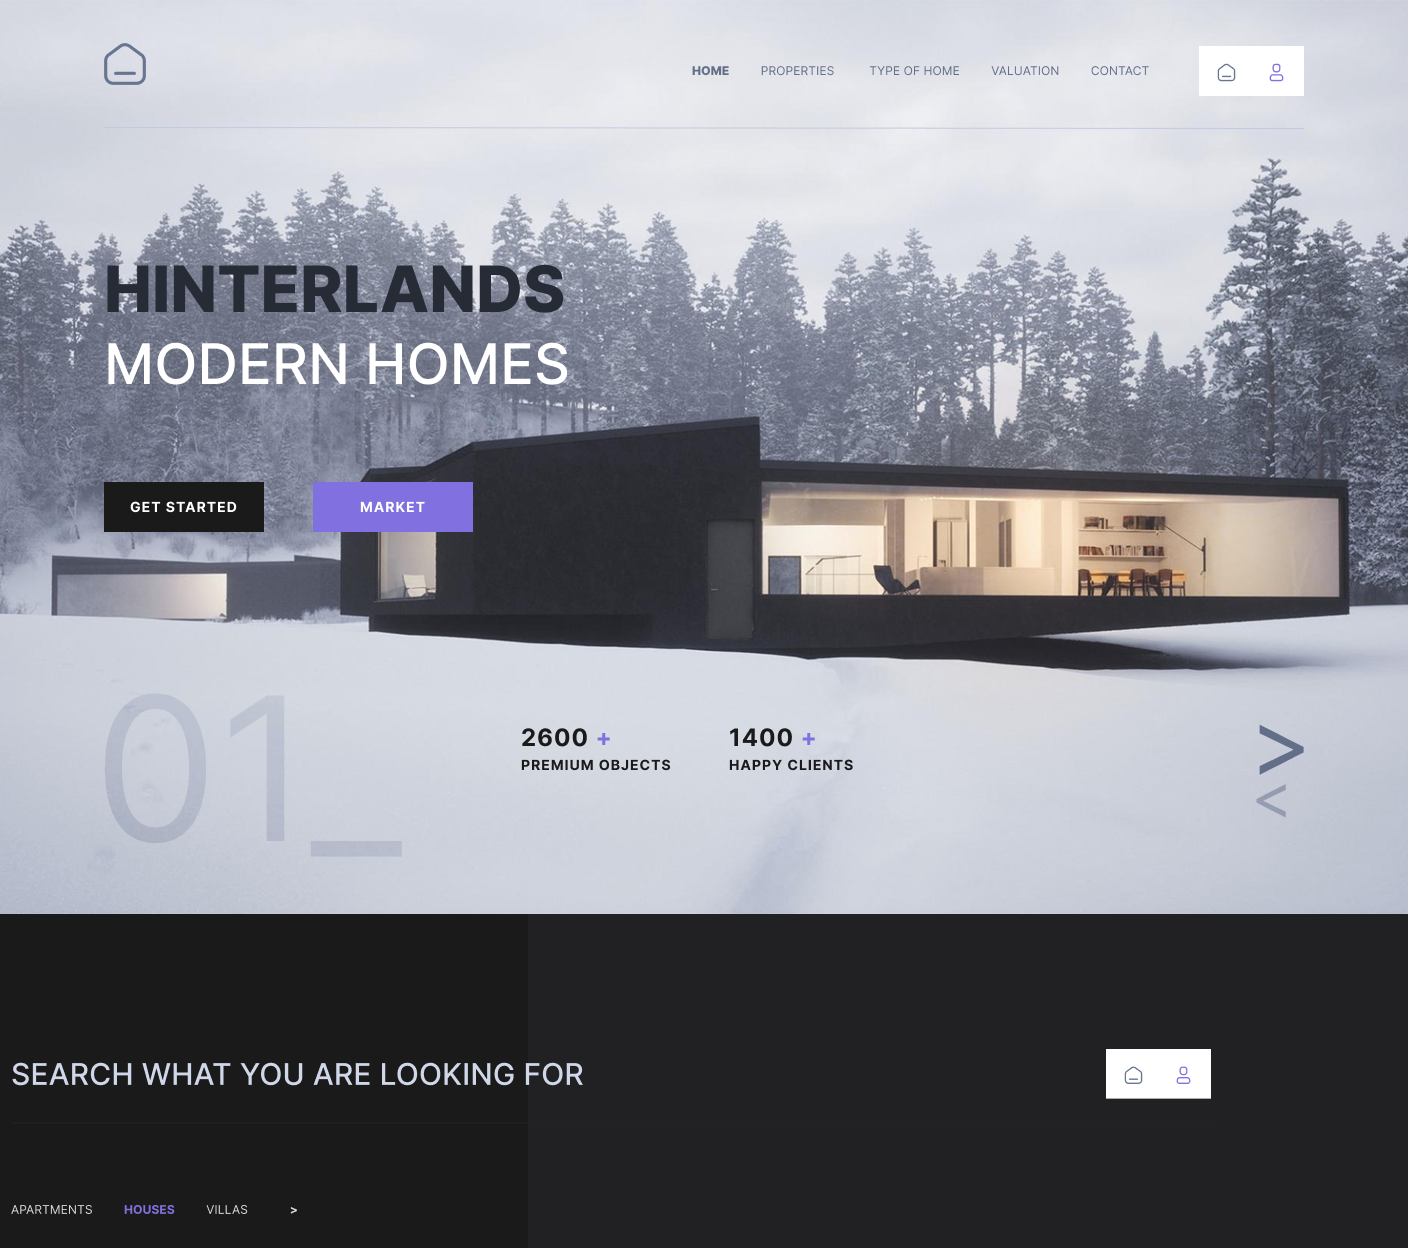 HOME PROPERTIES TYPE OF HOME VALUATION CONTACT
HINTERLANDS
MODERN HOMES
GET STARTED MARKET
01_
2600 + 1400 +
PREMIUM OBJECTS HAPPY CLIENTS
>
<
SEARCH WHAT YOU ARE LOOKING FOR
APARTMENTS HOUSES VILLAS >